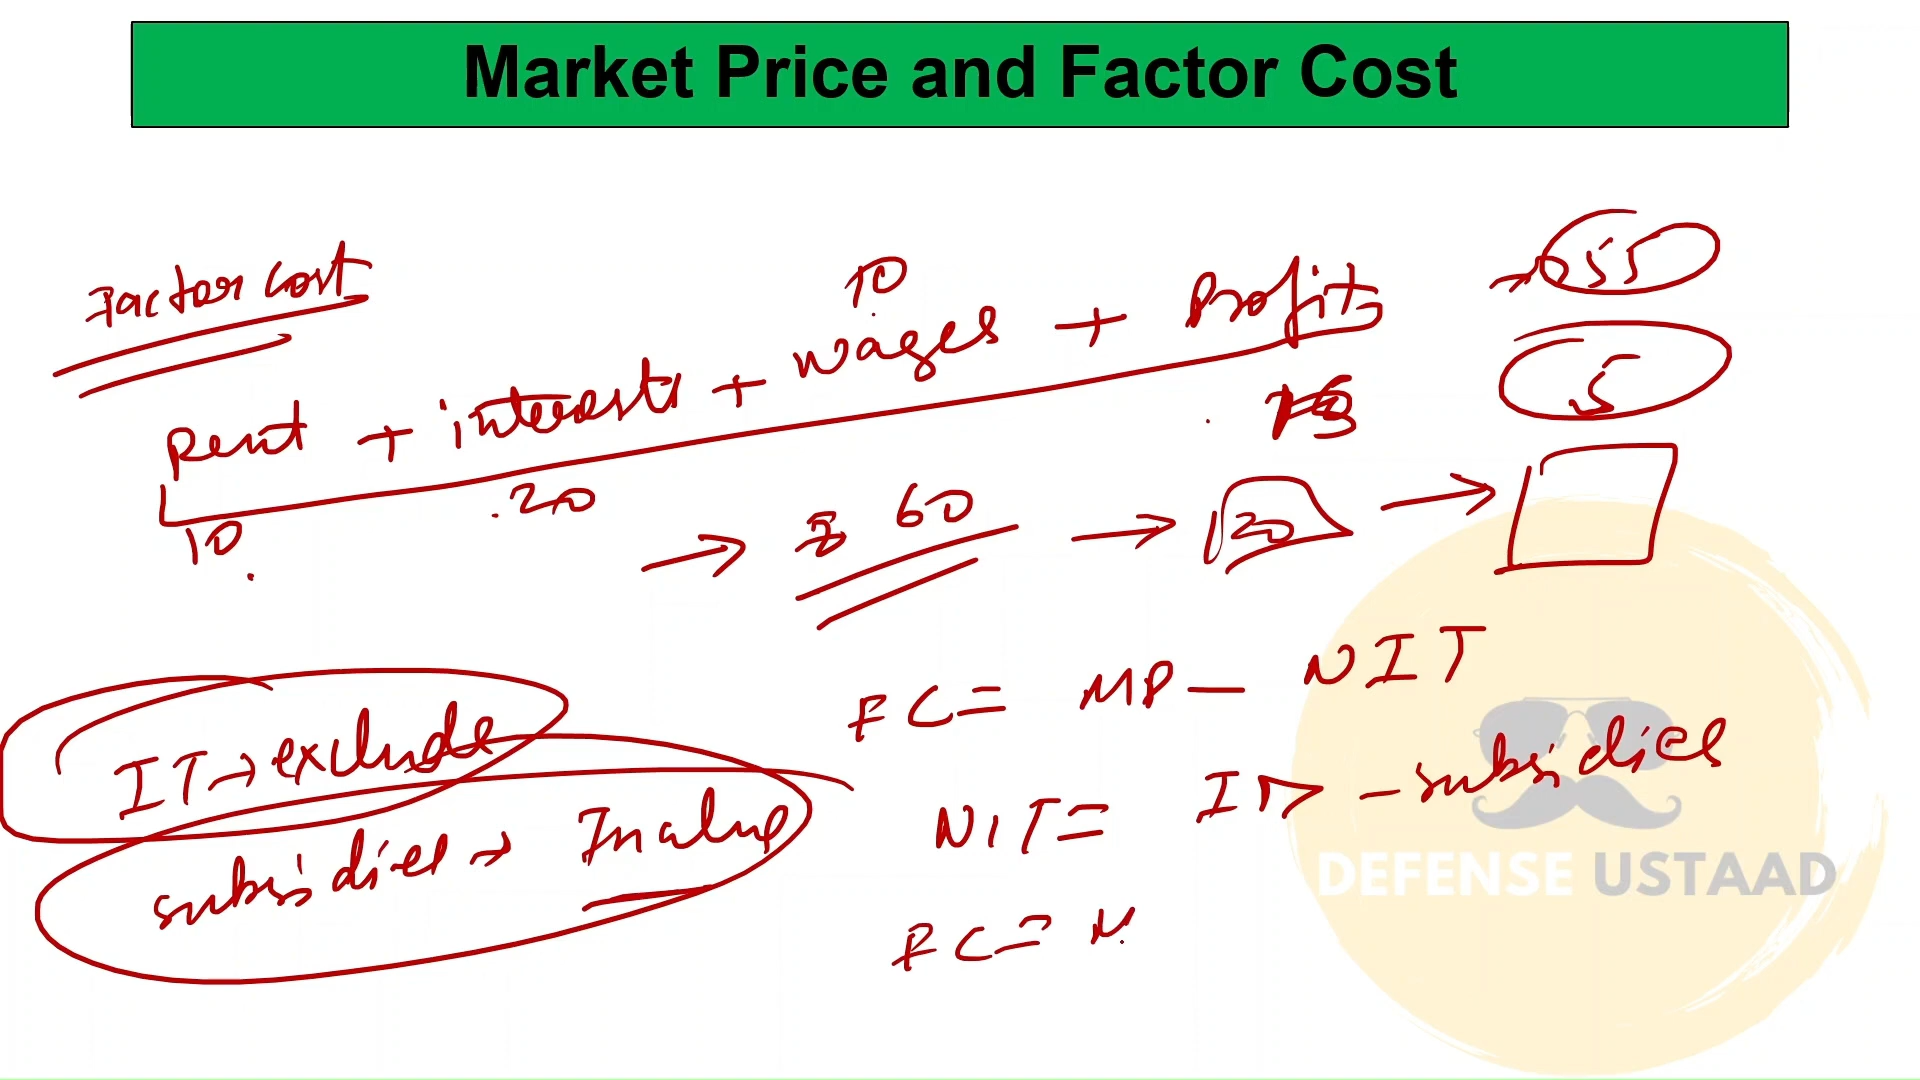 Market Price and Factor Cost
Factor cost
Rent + interests + wages + Profits
10
10
20
→ 55
5
→ 60 → 20 →
FC = MP - NIT
IT → exclude
NIT = IT - subsidies
subsidies → Include
FC = M
DEFENSE USTAAD